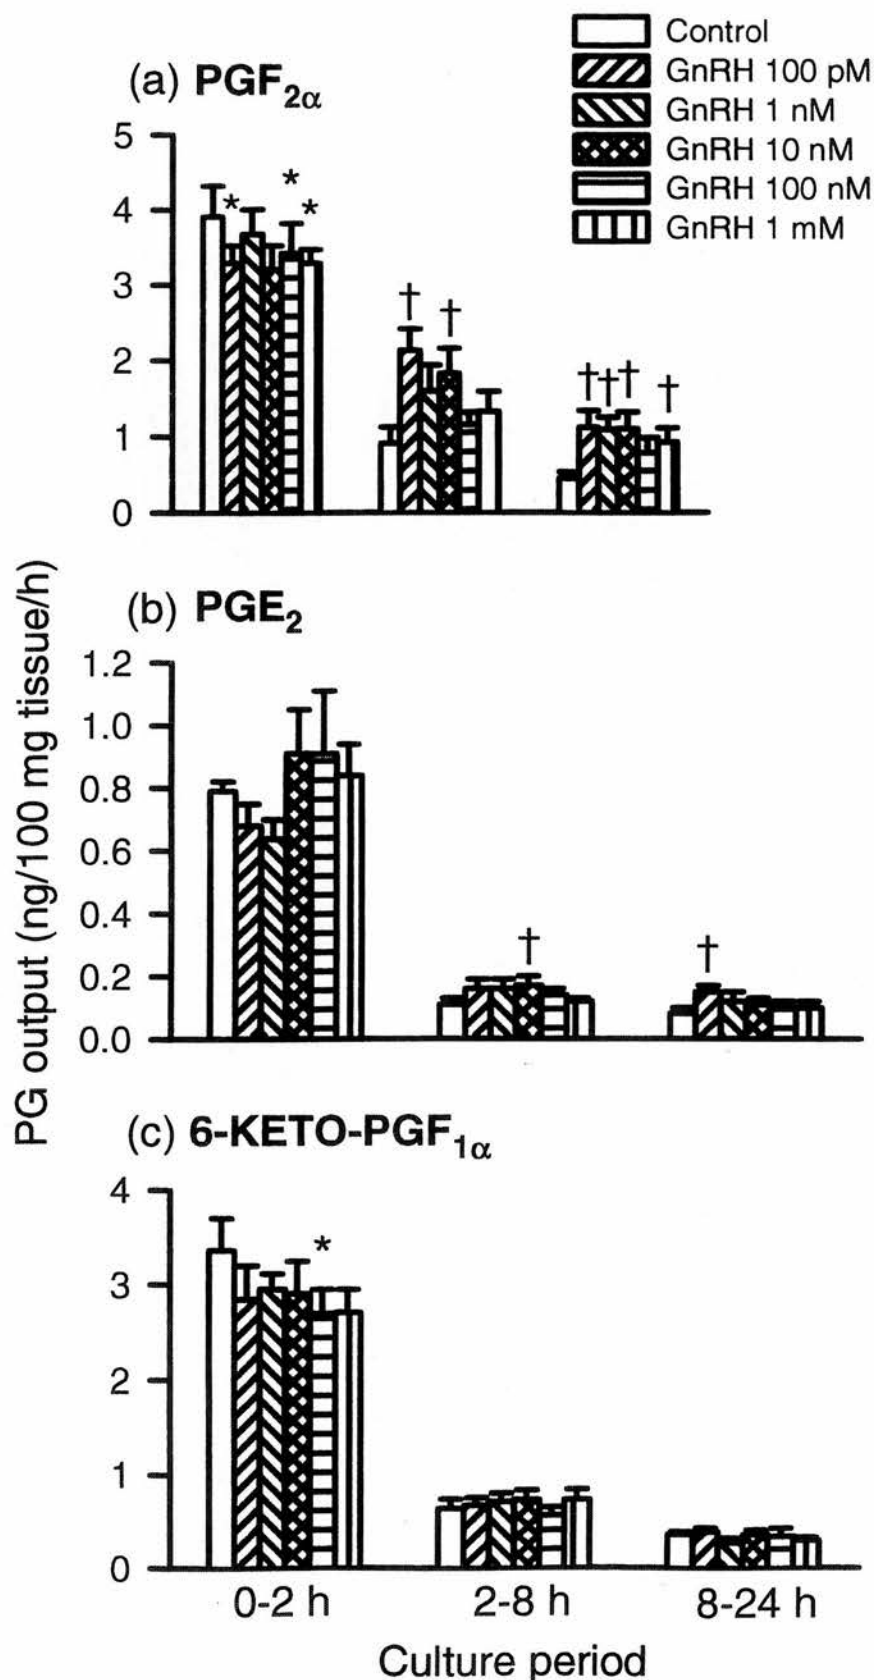 Control
GnRH 100 pM
GnRH 1 nM
GnRH 10 nM
GnRH 100 nM
GnRH 1 mM
(a) PGF2α
5
4
3
2
1
0
*
*
*
†
†
†
†
†
†
PG output (ng/100 mg tissue/h)
(b) PGE2
1.2
1.0
0.8
0.6
0.4
0.2
0.0
†
†
(c) 6-KETO-PGF1α
4
3
2
1
0
*
0-2 h 2-8 h 8-24 h
Culture period